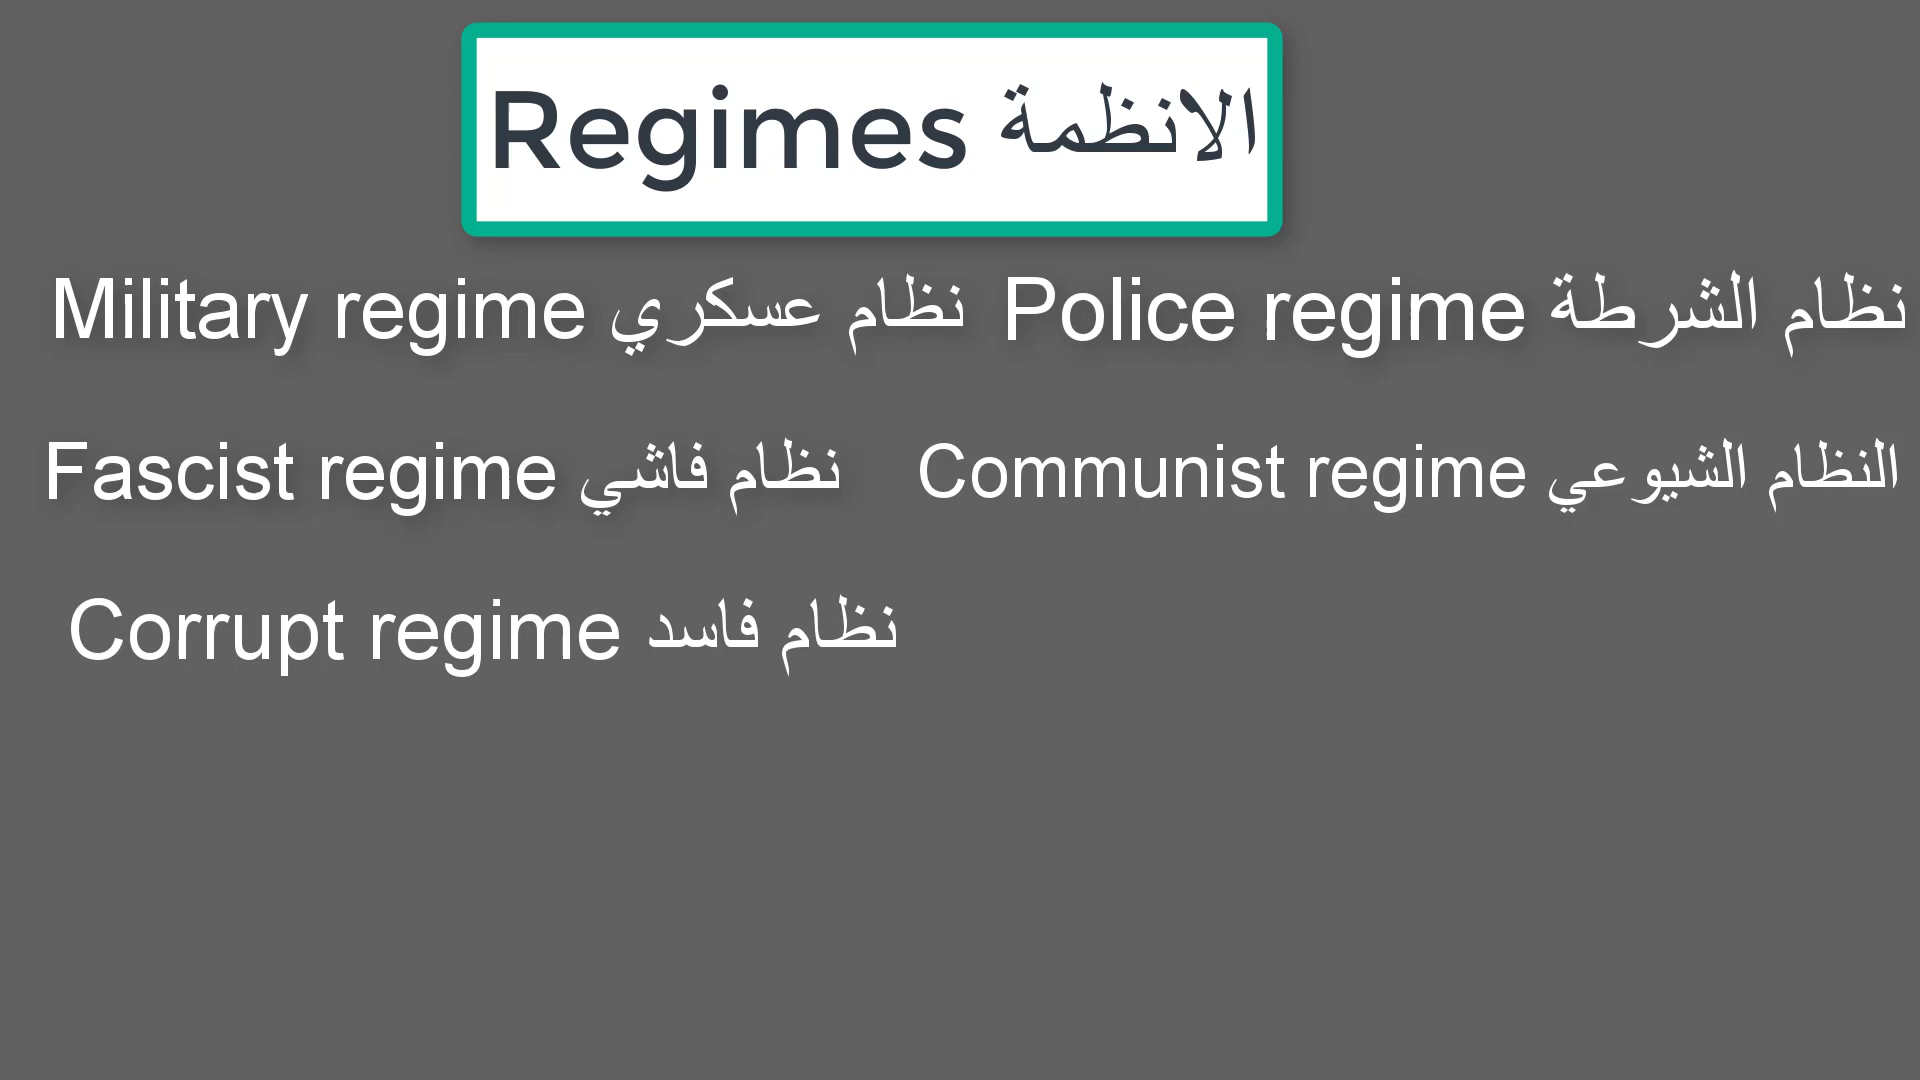 Regimes الانظمة
Military regime نظام عسكري
Police regime نظام الشرطة
Fascist regime نظام فاشي
Communist regime النظام الشيوعي
Corrupt regime نظام فاسد